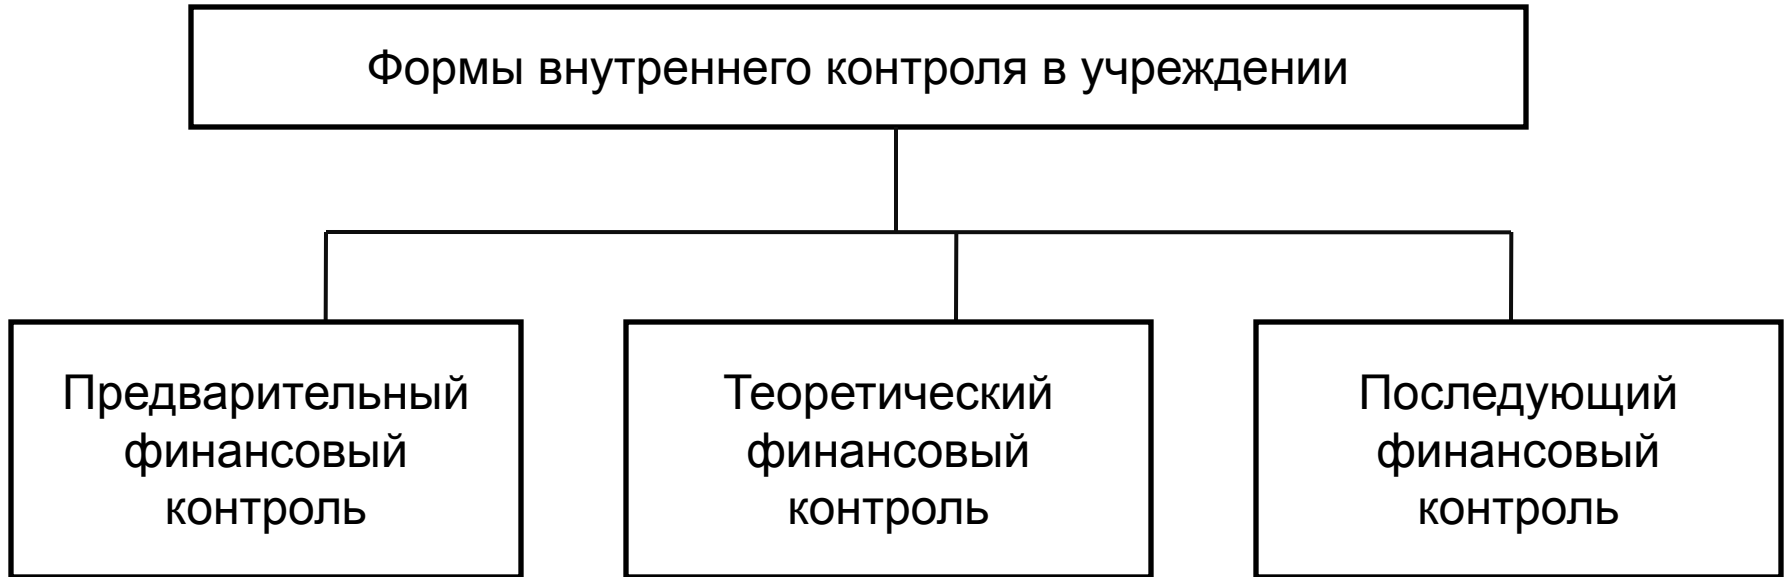 Формы внутреннего контроля в учреждении
Предварительный
финансовый
контроль
Теоретический
финансовый
контроль
Последующий
финансовый
контроль